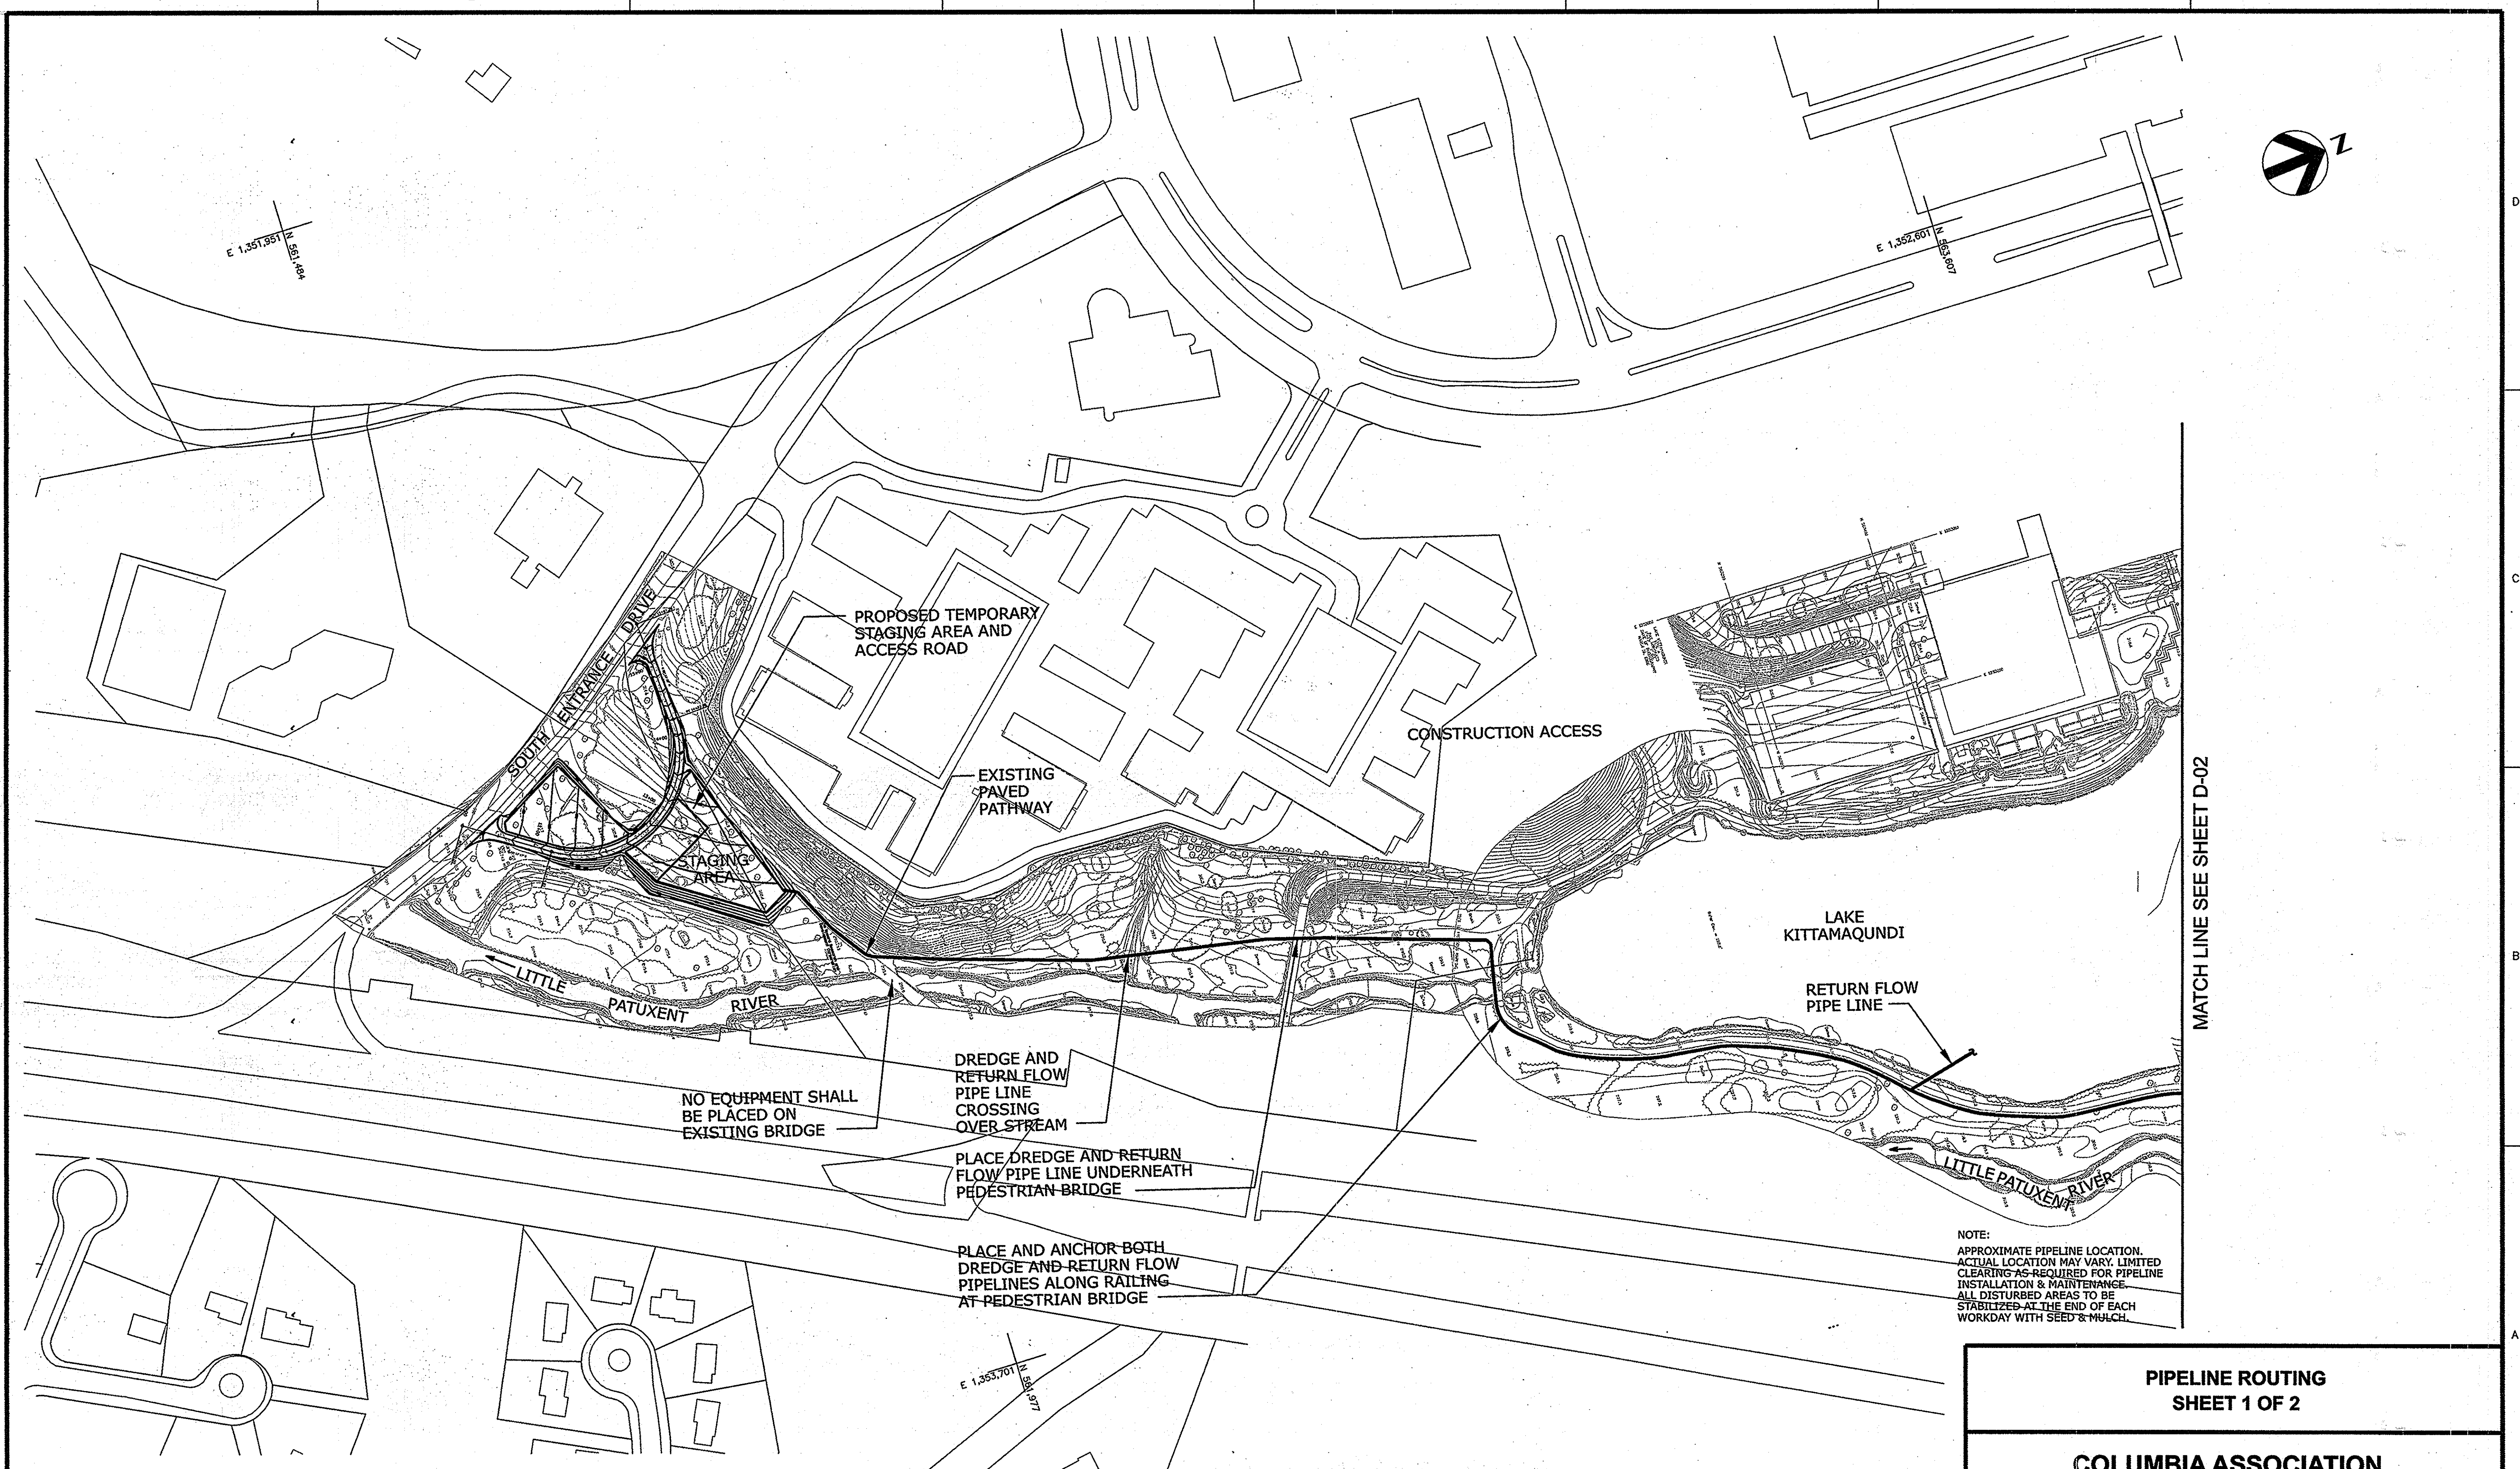 Z
D
E 1,351,951
N 561,484
E 1,352,601
N 563,607
C
PROPOSED TEMPORARY
STAGING AREA AND
ACCESS ROAD
SOUTH ENTRANCE DRIVE
CONSTRUCTION ACCESS
EXISTING
PAVED
PATHWAY
STAGING
AREA
MATCH LINE SEE SHEET D-02
LAKE
KITTAMAQUNDI
B
LITTLE PATUXENT RIVER
RETURN FLOW
PIPE LINE
DREDGE AND
RETURN FLOW
PIPE LINE
CROSSING
OVER STREAM
NO EQUIPMENT SHALL
BE PLACED ON
EXISTING BRIDGE
PLACE DREDGE AND RETURN
FLOW PIPE LINE UNDERNEATH
PEDESTRIAN BRIDGE
LITTLE PATUXENT RIVER
PLACE AND ANCHOR BOTH
DREDGE AND RETURN FLOW
PIPELINES ALONG RAILING
AT PEDESTRIAN BRIDGE
NOTE:
APPROXIMATE PIPELINE LOCATION.
ACTUAL LOCATION MAY VARY. LIMITED
CLEARING AS REQUIRED FOR PIPELINE
INSTALLATION & MAINTENANCE.
ALL DISTURBED AREAS TO BE
STABILIZED AT THE END OF EACH
WORKDAY WITH SEED & MULCH.
A
E 1,353,701
N 561,977
PIPELINE ROUTING
SHEET 1 OF 2
COLUMBIA ASSOCIATION